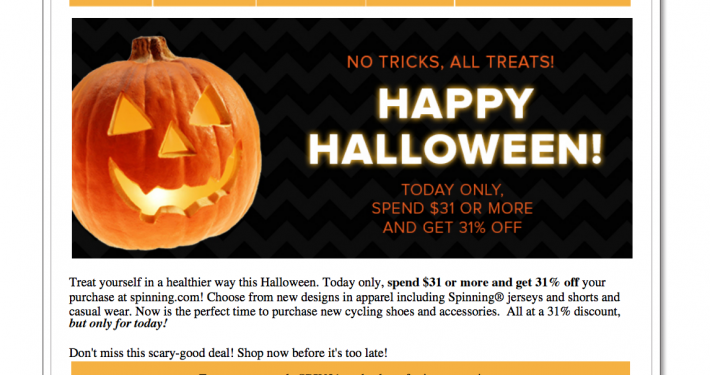 NO TRICKS, ALL TREATS!
HAPPY
HALLOWEEN!
TODAY ONLY,
SPEND $31 OR MORE
AND GET 31% OFF
Treat yourself in a healthier way this Halloween. Today only, spend $31 or more and get 31% off your
purchase at spinning.com! Choose from new designs in apparel including Spinning® jerseys and shorts and
casual wear. Now is the perfect time to purchase new cycling shoes and accessories.  All at a 31% discount,
but only for today!
Don't miss this scary-good deal! Shop now before it's too late!